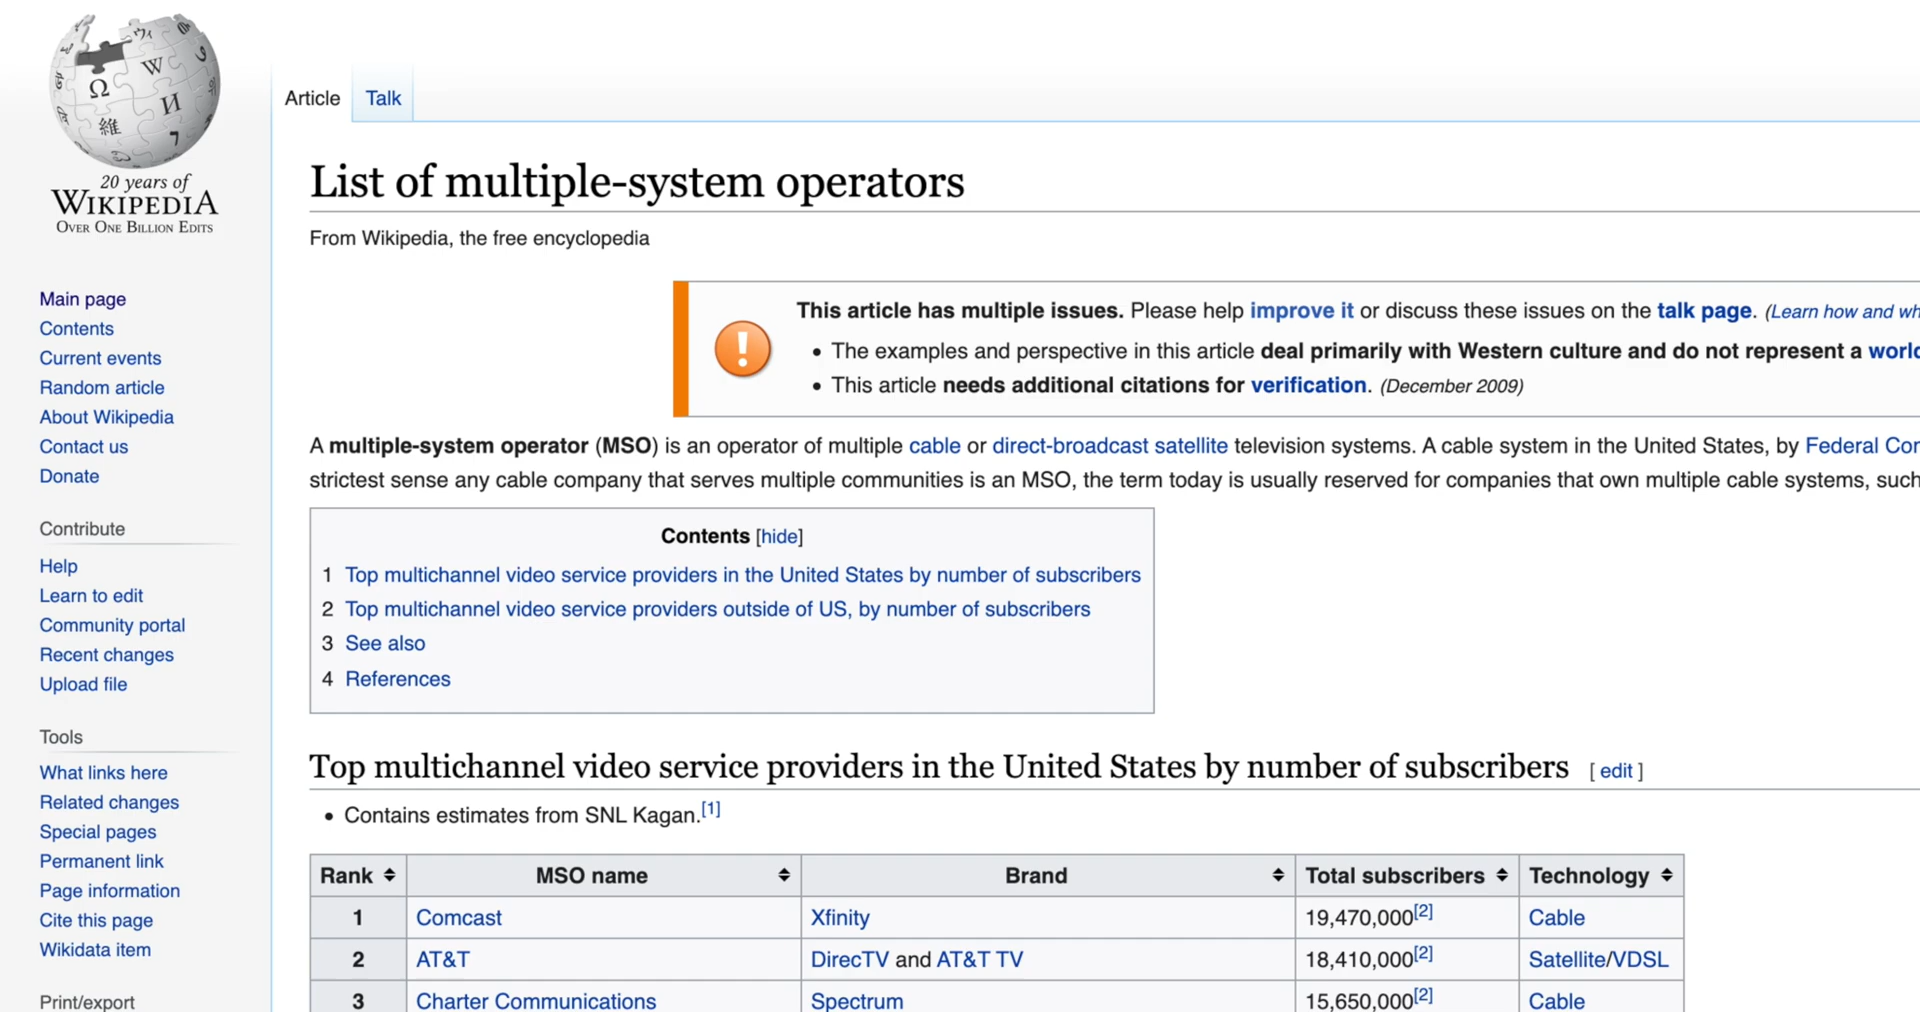 20 years of
WIKIPEDIA
OVER ONE BILLION EDITS
Main page
Contents
Current events
Random article
About Wikipedia
Contact us
Donate
Contribute
Help
Learn to edit
Community portal
Recent changes
Upload file
Tools
What links here
Related changes
Special pages
Permanent link
Page information
Cite this page
Wikidata item
Print/export
Article Talk
List of multiple-system operators
From Wikipedia, the free encyclopedia
This article has multiple issues. Please help improve it or discuss these issues on the talk page. (Learn how and
• The examples and perspective in this article deal primarily with Western culture and do not represent a
• This article needs additional citations for verification. (December 2009)
A multiple-system operator (MSO) is an operator of multiple cable or direct-broadcast satellite television systems. A cable system in the United States, by Federal
strictest sense any cable company that serves multiple communities is an MSO, the term today is usually reserved for companies that own multiple cable systems, such
Contents [hide]
1 Top multichannel video service providers in the United States by number of subscribers
2 Top multichannel video service providers outside of US, by number of subscribers
3 See also
4 References
Top multichannel video service providers in the United States by number of subscribers [ edit ]
• Contains estimates from SNL Kagan.[1]
Rank MSO name Brand Total subscribers Technology
1 Comcast Xfinity 19,470,000[2] Cable
2 AT&T DirecTV and AT&T TV 18,410,000[2] Satellite/VDSL
3 Charter Communications Spectrum 15,650,000[2] Cable